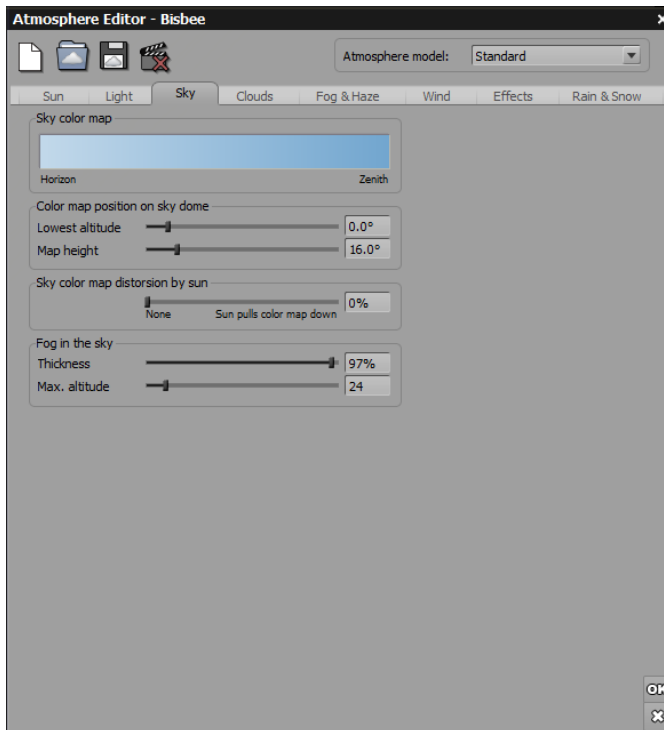 Atmosphere Editor - Bisbee
Atmosphere model: Standard
Sun Light Sky Clouds Fog & Haze Wind Effects Rain & Snow
Sky color map
Horizon Zenith
Color map position on sky dome
Lowest altitude 0.0°
Map height 16.0°
Sky color map distorsion by sun
0%
None Sun pulls color map down
Fog in the sky
Thickness 97%
Max. altitude 24
OK